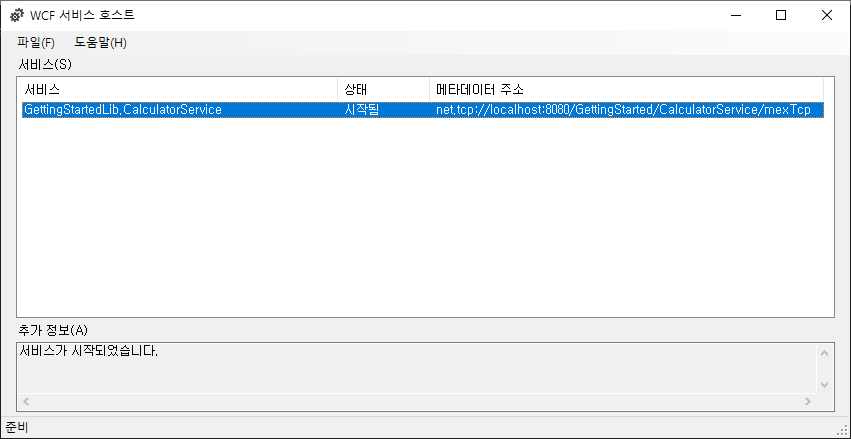 WCF 서비스 호스트
파일(F) 도움말(H)
서비스(S)
서비스 상태 메타데이터 주소
GettingStartedLib.CalculatorService 시작됨 net.tcp://localhost:8080/GettingStarted/CalculatorService/mexTcp
추가 정보(A)
서비스가 시작되었습니다.
준비